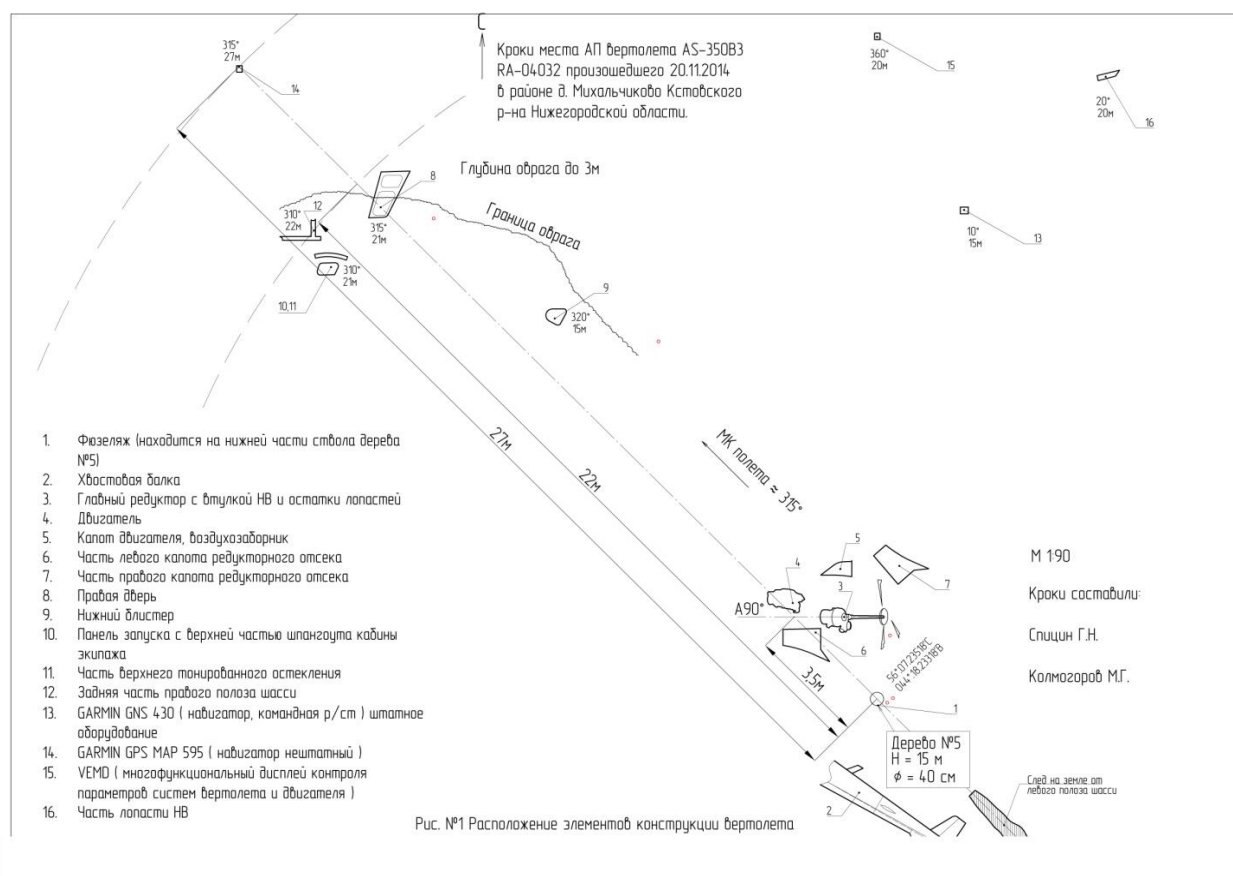 С
Кроки места АП вертолета AS-350B3
RA-04032 произошедшего 20.11.2014
в районе д. Михальчиково Кстовского
р-на Нижегородской области.
315°
27м
14
360°
20м
15
20°
20м
16
Глубина оврага до 3м
8
315°
21м
Граница оврага
310°
22м
12
310°
21м
10,11
9
320°
15м
10°
15м
13
27м
22м
МК полета ≈ 315°
1. Фюзеляж (находится на нижней части ствола дерева
№5)
2. Хвостовая балка
3. Главный редуктор с втулкой НВ и остатки лопастей
4. Двигатель
5. Капот двигателя, воздухозаборник
6. Часть левого капота редукторного отсека
7. Часть правого капота редукторного отсека
8. Правая дверь
9. Нижний блистер
10. Панель запуска с верхней частью шпангоута кабины
экипажа
11. Часть верхнего тонированного остекления
12. Задняя часть правого полоза шасси
13. GARMIN GNS 430 ( навигатор, командная р/ст ) штатное
оборудование
14. GARMIN GPS MAP 595 ( навигатор нештатный )
15. VEMD ( многофункциональный дисплей контроля
параметров систем вертолета и двигателя )
16. Часть лопасти НВ
4
5
3
7
А90°
6
3,5м
56°07.23518'С
044°.18.23318'В
1
М 1:90
Кроки составили:
Спицин Г.Н.
Колмогоров М.Г.
Дерево №5
Н = 15 м
ϕ = 40 см
2
След на земле от
левого полоза шасси
Рис. №1 Расположение элементов конструкции вертолета